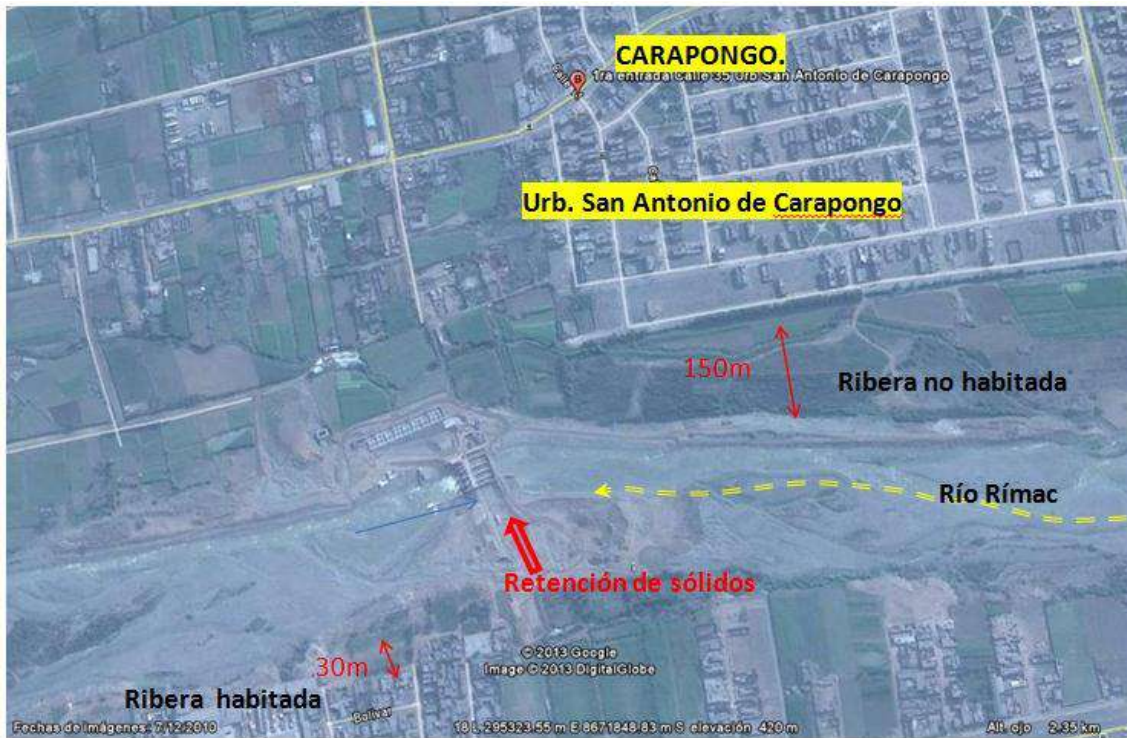 CARAPONGO.
1ra entrada Calle 35 Urb San Antonio de Carapongo
Urb. San Antonio de Carapongo
150m
Ribera no habitada
Río Rímac
Retención de sólidos
30m
Ribera habitada
Bolivar
© 2013 Google
Image © 2013 DigitalGlobe
Fechas de imágenes: 7/12/2010
18 L 295323.55 m E 8671848.83 m S elevación 420 m
Alt. ojo 2.35 km